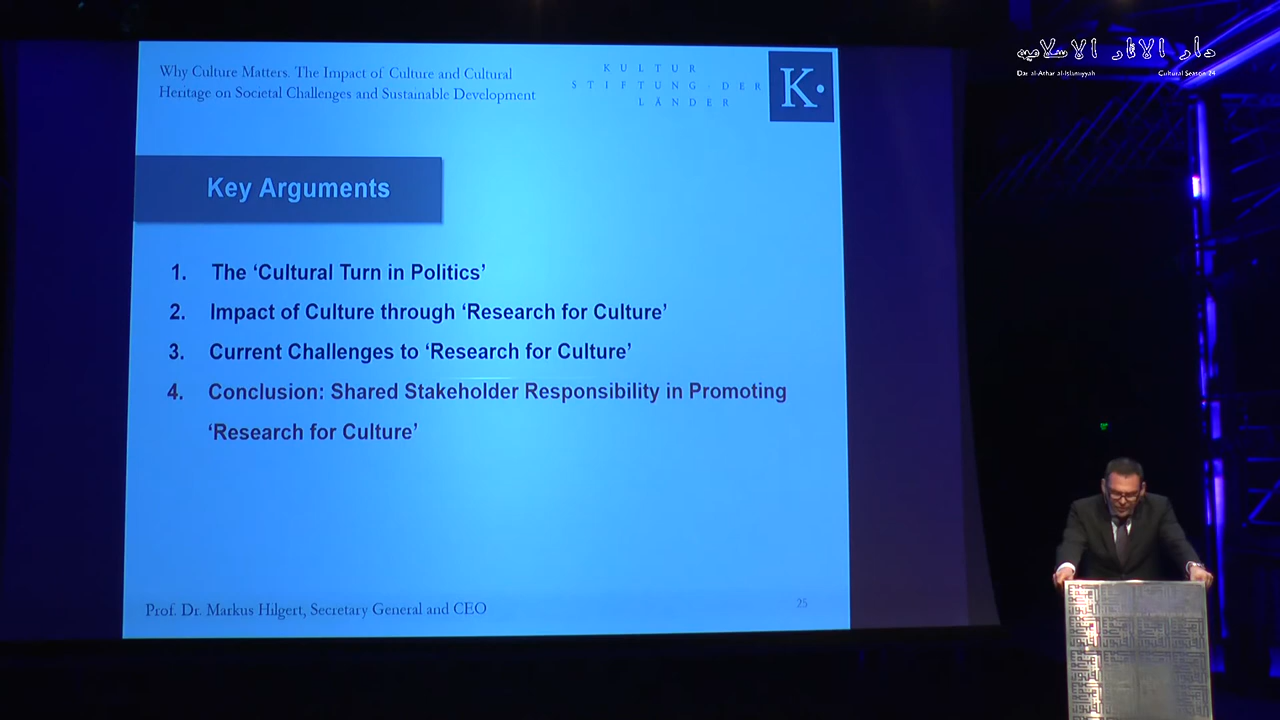 دار الآثار الاسلاميه
Dar al-Athar al-Islamiyyah Cultural Season 24
Why Culture Matters. The Impact of Culture and Cultural
Heritage on Societal Challenges and Sustainable Development
KULTUR
STIFTUNG·DER
LÄNDER
K·
Key Arguments
1. The ‘Cultural Turn in Politics’
2. Impact of Culture through ‘Research for Culture’
3. Current Challenges to ‘Research for Culture’
4. Conclusion: Shared Stakeholder Responsibility in Promoting
‘Research for Culture’
Prof. Dr. Markus Hilgert, Secretary General and CEO
25